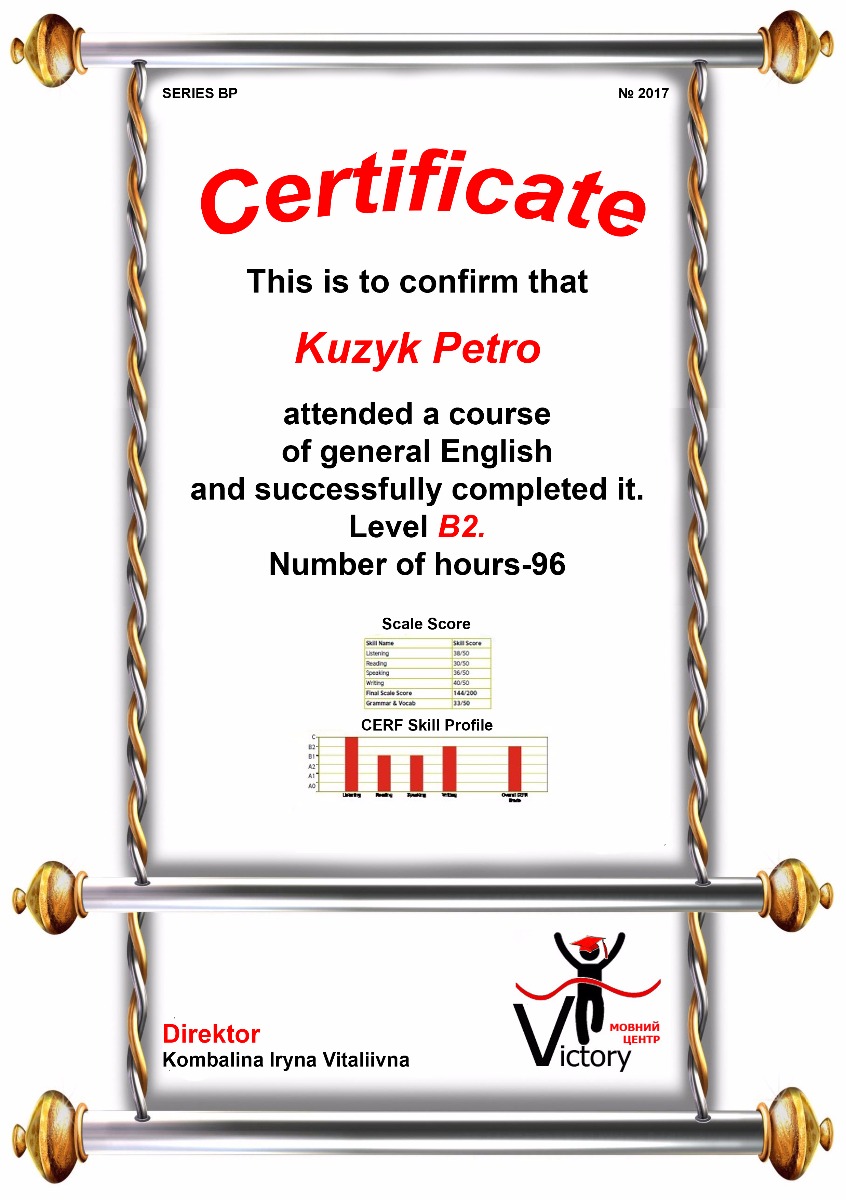 SERIES BP
№ 2017
Certificate
This is to confirm that
Kuzyk Petro
attended a course
of general English
and successfully completed it.
Level B2.
Number of hours-96
Scale Score
Skill Name Skill Score
Listening 38/50
Reading 30/50
Speaking 36/50
Writing 40/50
Final Scale Score 144/200
Grammar & Vocab 33/50
CERF Skill Profile
C
B2
B1
A2
A1
A0
Listening Reading Speaking Writing Overall CEFR
Grade
Direktor
Kombalina Iryna Vitaliivna
Victory
МОВНИЙ
ЦЕНТР